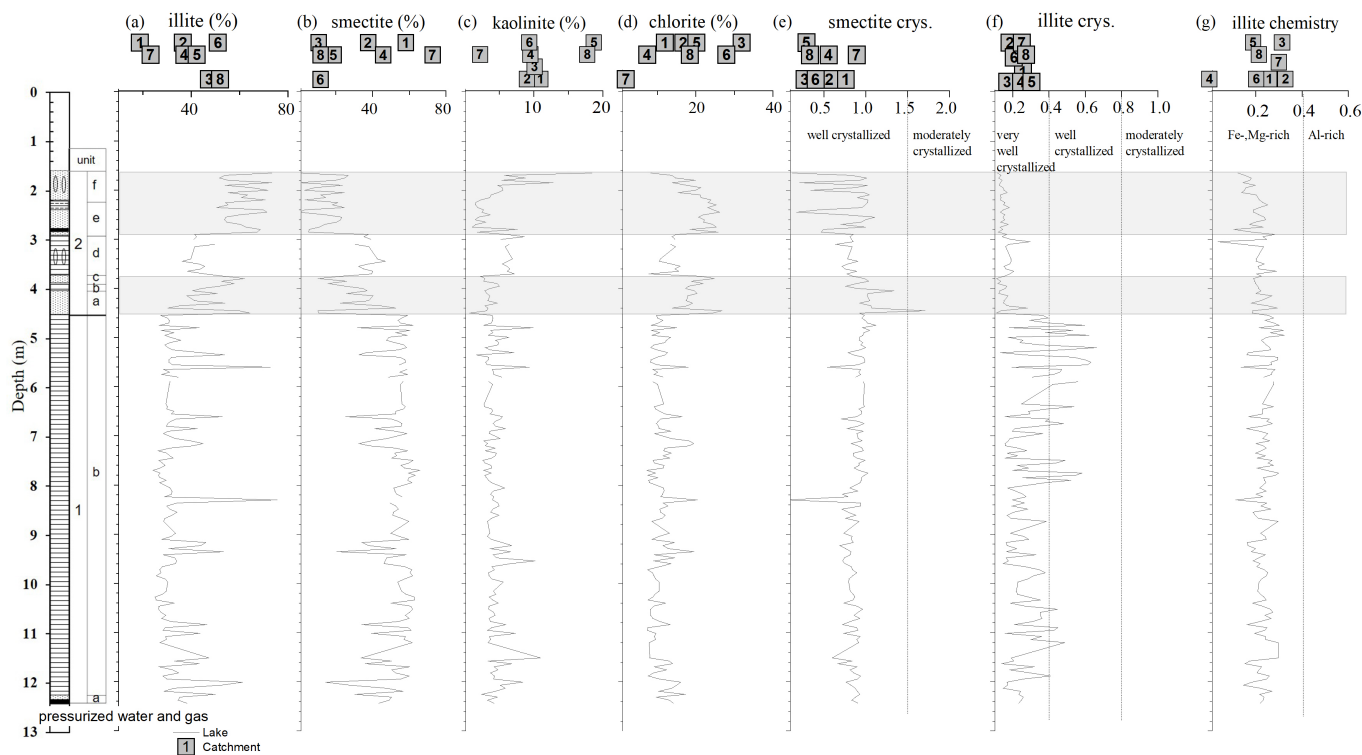 (a) illite (%) (b) smectite (%) (c) kaolinite (%) (d) chlorite (%) (e) smectite crys. (f) illite crys. (g) illite chemistry
1 2 6 3 2 1 6 5 1 2 5 3 5 2 7 5 3
7 4 5 8 5 4 7 7 4 8 4 8 6 3 4 7 6 8 8 7
3 8 6 3 2 1 7 3 6 2 1 1 3 4 5 4 6 1 2
0 40 80 0 40 80 0 10 20 0 20 40 0.5 1.0 1.5 2.0 0.2 0.4 0.8 1.0 0.2 0.4 0.6
well crystallized moderately crystallized
very well crystallized well crystallized moderately crystallized
Fe-,Mg-rich Al-rich
unit
1
f
2
e
2
3
d
c
b
4
a
5
Depth (m)
6
7
b
8
1
9
10
11
12
a
pressurized water and gas
13
Lake
1 Catchment